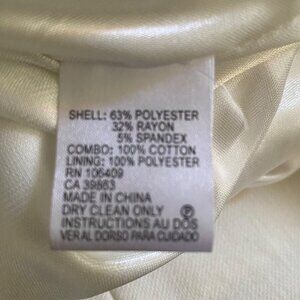 SHELL: 63% POLYESTER
32% RAYON
5% SPANDEX
COMBO: 100% COTTON
LINING: 100% POLYESTER
RN 106409
CA 39863
MADE IN CHINA
DRY CLEAN ONLY Ⓟ
INSTRUCTIONS AU DOS
VER AL DORSO PARA CUIDADO